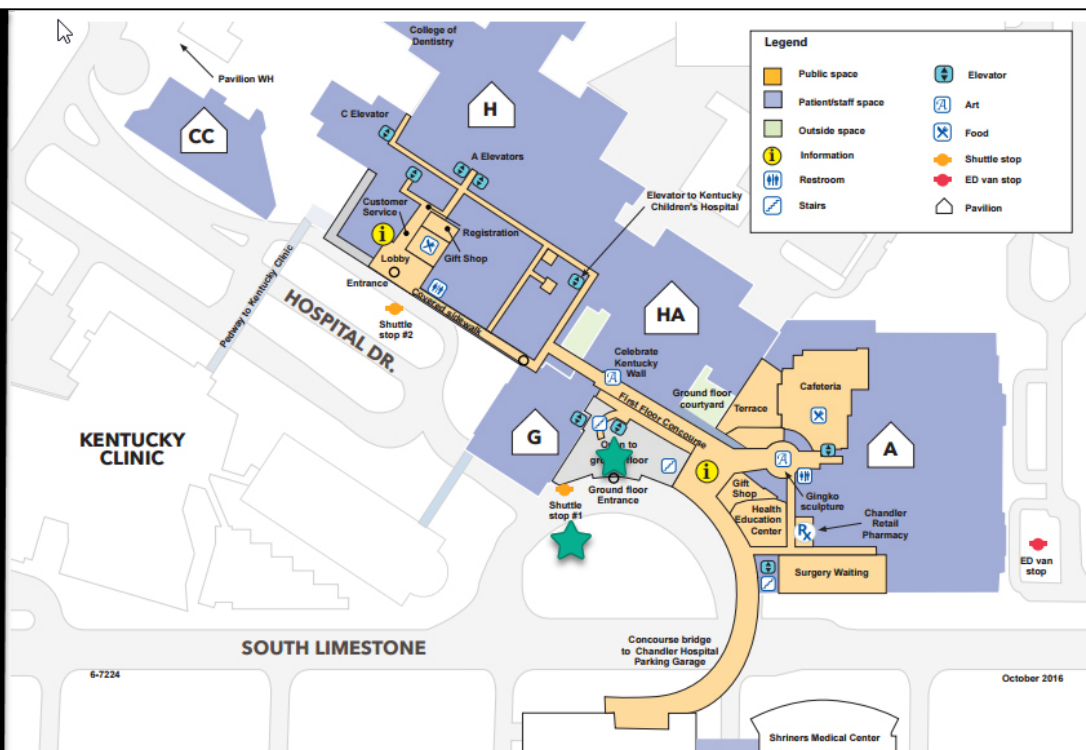 College of
Dentistry
Pavilion WH
CC
H
C Elevator
A Elevators
Legend
Public space
Patient/staff space
Outside space
Information
Restroom
Stairs
Elevator
Art
Food
Shuttle stop
ED van stop
Pavilion
Elevator to Kentucky
Children's Hospital
Customer
Service
Registration
Gift Shop
Lobby
Entrance
Covered sidewalk
Pedway to Kentucky Clinic
HOSPITAL DR.
Shuttle
stop #2
HA
Celebrate
Kentucky
Wall
Ground floor
courtyard
First Floor Concourse
Terrace
Cafeteria
KENTUCKY
CLINIC
G
A
Open to
ground floor
Ground floor
Entrance
Shuttle
stop #1
Gift
Shop
Health
Education
Center
Gingko
sculpture
Chandler
Retail
Pharmacy
Rx
Surgery Waiting
ED van
stop
SOUTH LIMESTONE
Concourse bridge
to Chandler Hospital
Parking Garage
6-7224
October 2016
Shriners Medical Center